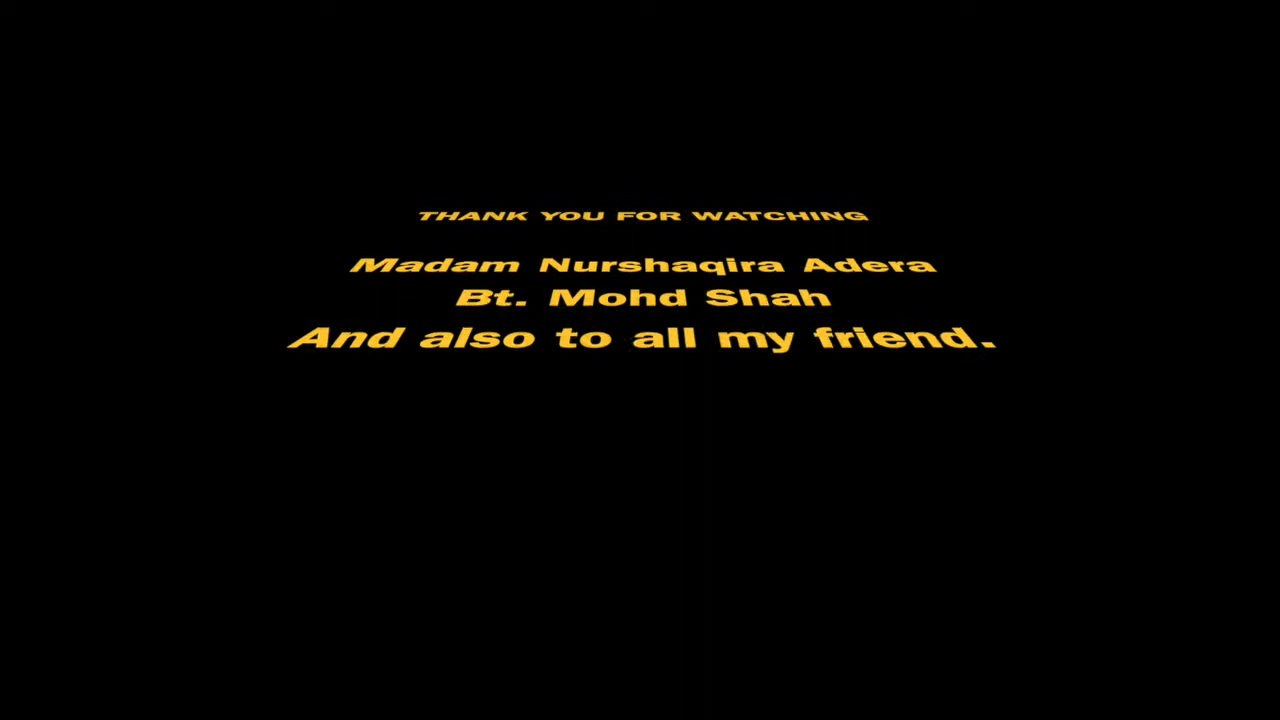 THANK YOU FOR WATCHING
Madam Nurshaqira Adera
Bt. Mohd Shah
And also to all my friend.